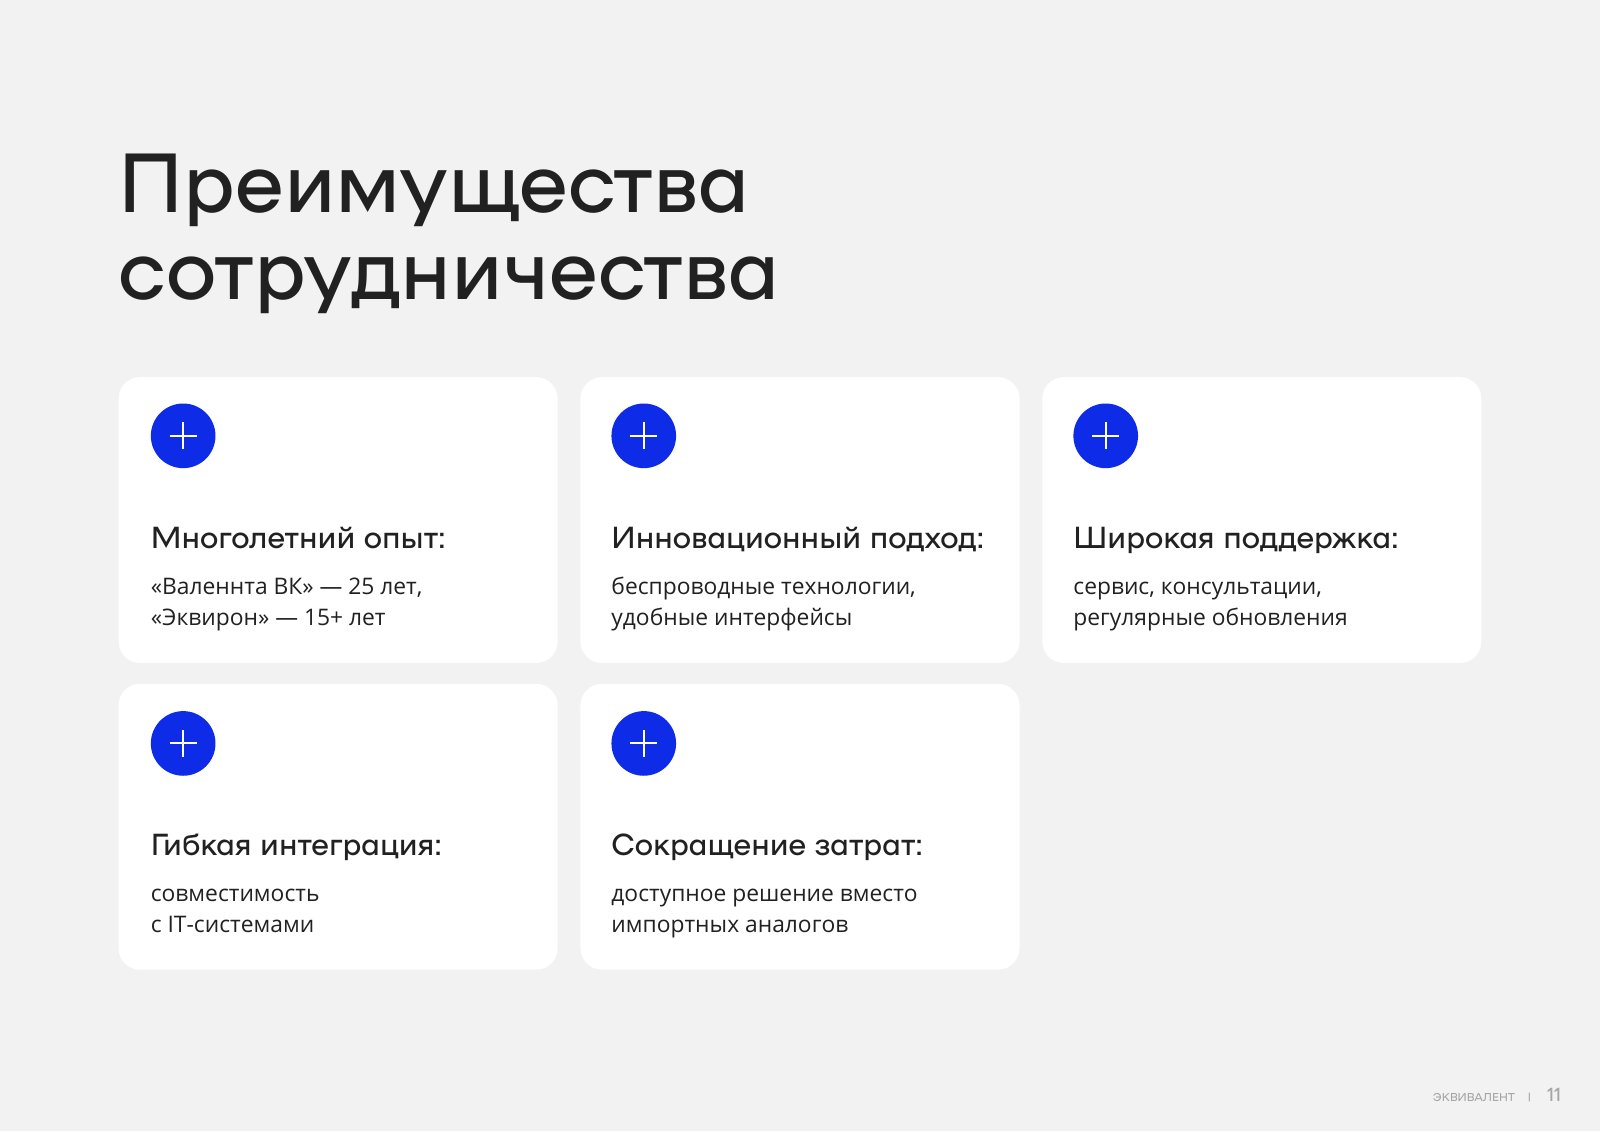 Преимущества
сотрудничества
Многолетний опыт:
«Валеннта ВК» — 25 лет,
«Эквирон» — 15+ лет
Инновационный подход:
беспроводные технологии,
удобные интерфейсы
Широкая поддержка:
сервис, консультации,
регулярные обновления
Гибкая интеграция:
совместимость
с IT-системами
Сокращение затрат:
доступное решение вместо
импортных аналогов
ЭКВИВАЛЕНТ | 11